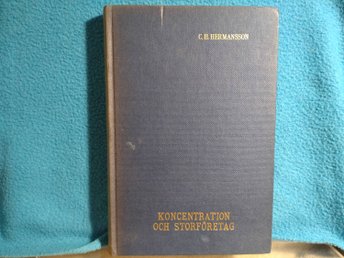 C. H. HERMANSSON
KONCENTRATION
OCH STORFÖRETAG